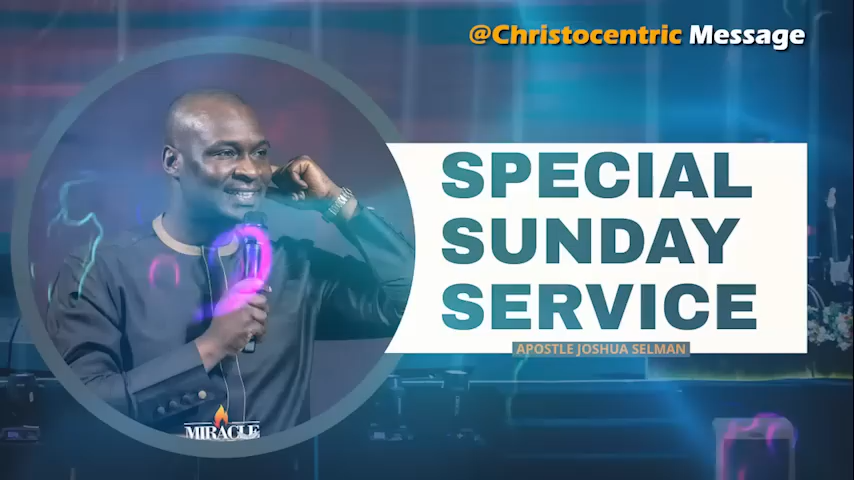 @Christocentric Message
SPECIAL
SUNDAY
SERVICE
APOSTLE JOSHUA SELMAN
MIRACLE